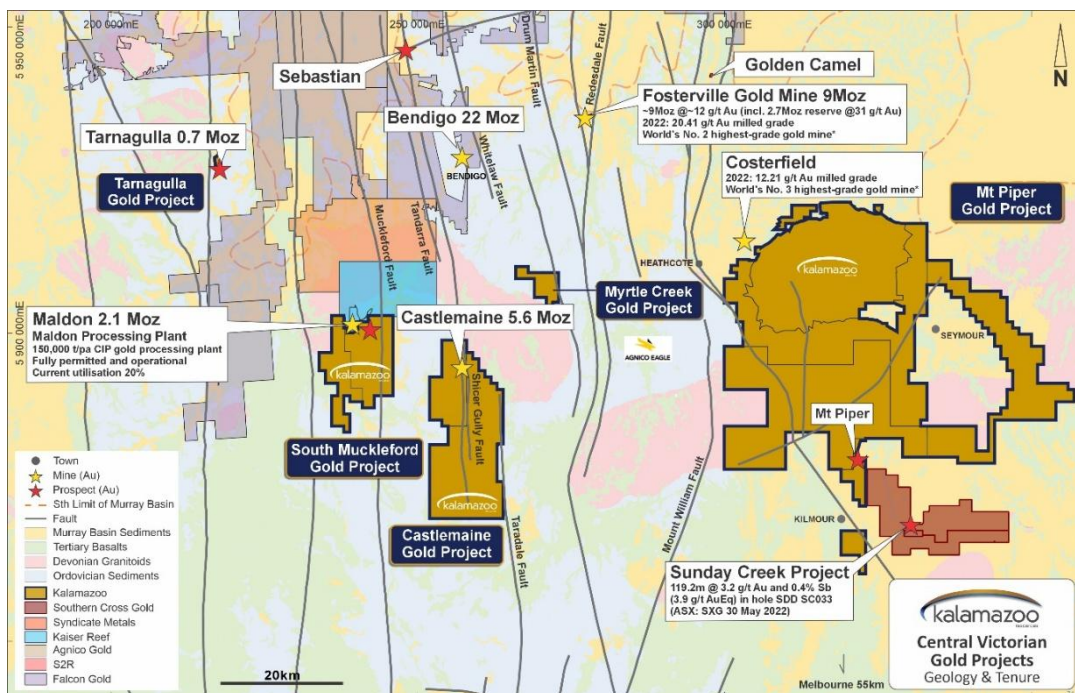 200 000mE
250 000mE
300 000mE
5 950 000mE
5 900 000mE
N
Sebastian
Golden Camel
Drum Martin Fault
Redesdale Fault
Fosterville Gold Mine 9Moz
~9Moz @~12 g/t Au (incl. 2.7Moz reserve @31 g/t Au)
2022: 20.41 g/t Au milled grade
World's No. 2 highest-grade gold mine*
Bendigo 22 Moz
BENDIGO
Whitelaw Fault
Tarnagulla 0.7 Moz
Tarnagulla
Gold Project
Costerfield
2022: 12.21 g/t Au milled grade
World's No. 3 highest-grade gold mine*
Mt Piper
Gold Project
Muckleford Fault
Tandarra Fault
HEATHCOTE
kalamazoo
Myrtle Creek
Gold Project
Maldon 2.1 Moz
Maldon Processing Plant
150,000 t/pa CIP gold processing plant
Fully permitted and operational
Current utilisation 20%
Castlemaine 5.6 Moz
AGNICO EAGLE
SEYMOUR
kalamazoo
Shicer Gully Fault
Mt Piper
South Muckleford
Gold Project
kalamazoo
Castlemaine
Gold Project
Taradale Fault
Mount William Fault
KILMOUR
Sunday Creek Project
119.2m @ 3.2 g/t Au and 0.4% Sb
(3.9 g/t AuEq) in hole SDD SC033
(ASX: SXG 30 May 2022)
Town
Mine (Au)
Prospect (Au)
Sth Limit of Murray Basin
Fault
Murray Basin Sediments
Tertiary Basalts
Devonian Granitoids
Ordovician Sediments
Kalamazoo
Southern Cross Gold
Syndicate Metals
Kaiser Reef
Agnico Gold
S2R
Falcon Gold
20km
Melbourne 55km
kalamazoo
Central Victorian
Gold Projects
Geology & Tenure